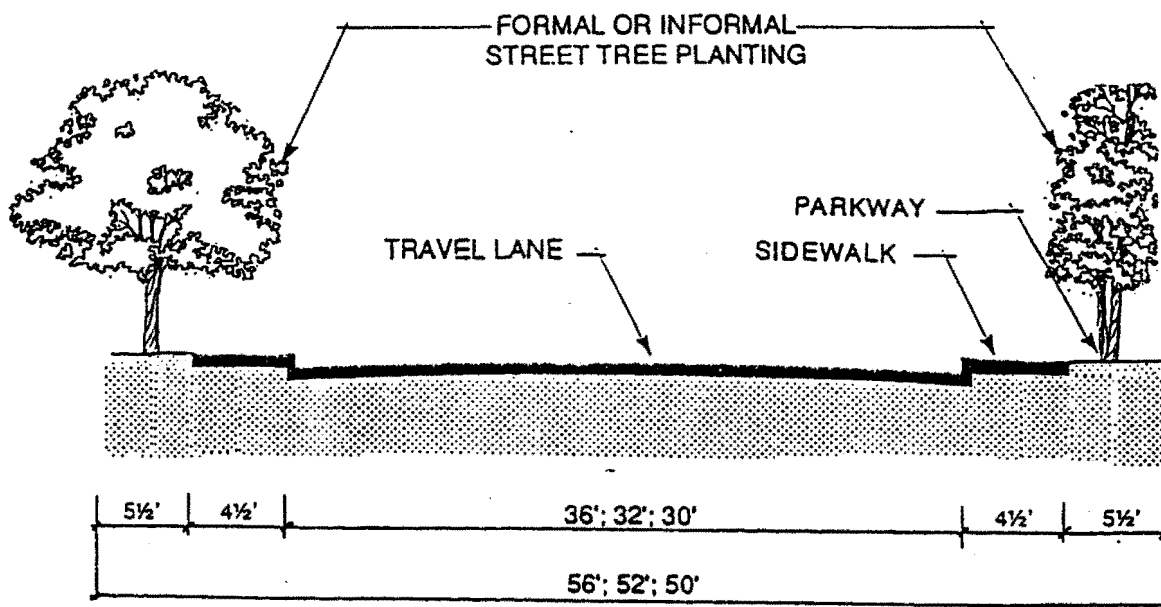 FORMAL OR INFORMAL
STREET TREE PLANTING
PARKWAY
TRAVEL LANE
SIDEWALK
5½' 4½' 36'; 32'; 30' 4½' 5½'
56'; 52'; 50'